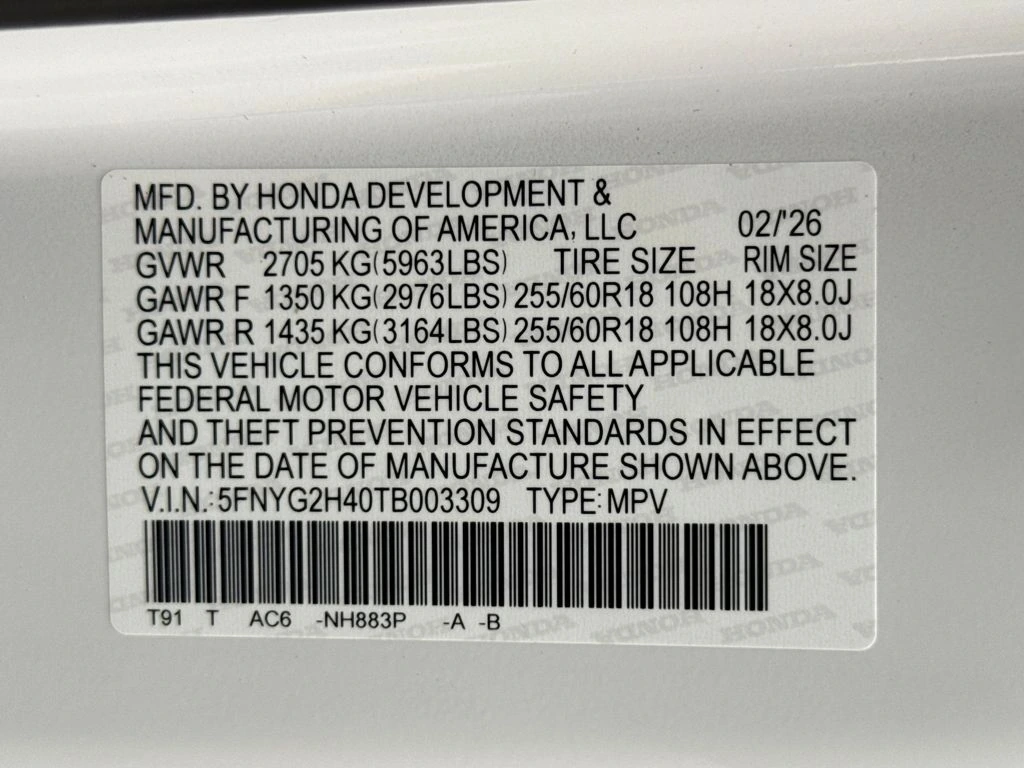 MFD. BY HONDA DEVELOPMENT &
MANUFACTURING OF AMERICA, LLC 02/'26
GVWR 2705 KG(5963LBS) TIRE SIZE RIM SIZE
GAWR F 1350 KG(2976LBS) 255/60R18 108H 18X8.0J
GAWR R 1435 KG(3164LBS) 255/60R18 108H 18X8.0J
THIS VEHICLE CONFORMS TO ALL APPLICABLE
FEDERAL MOTOR VEHICLE SAFETY
AND THEFT PREVENTION STANDARDS IN EFFECT
ON THE DATE OF MANUFACTURE SHOWN ABOVE.
V.I.N.: 5FNYG2H40TB003309 TYPE: MPV
T91 T AC6 -NH883P -A -B